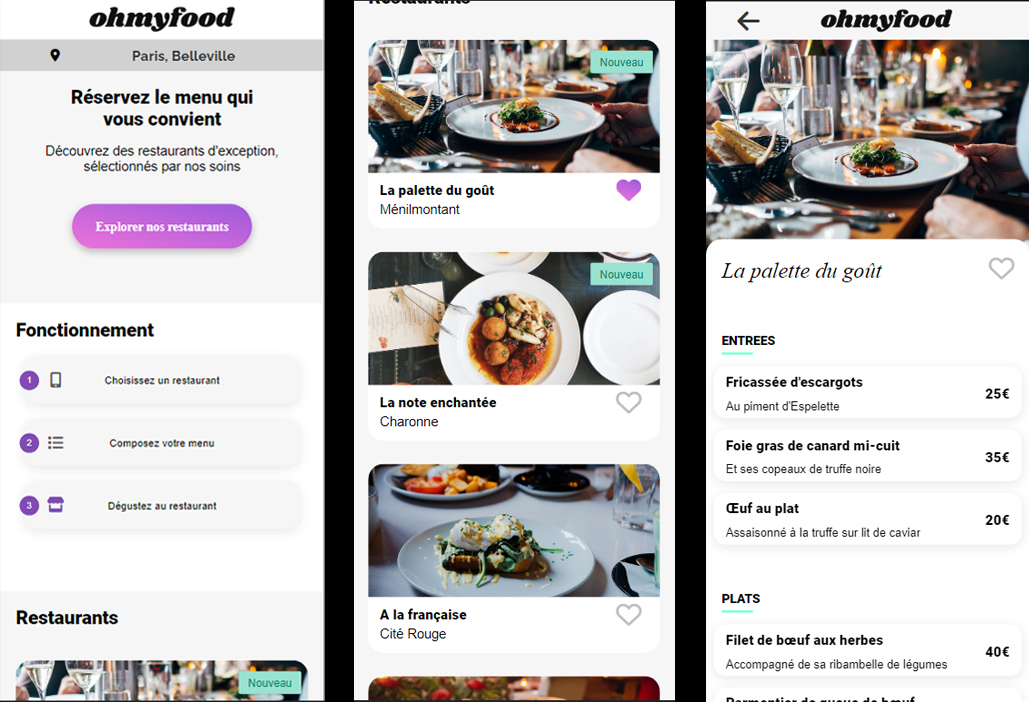 ohmyfood
Paris, Belleville
Réservez le menu qui
vous convient
Découvrez des restaurants d'exception,
sélectionnés par nos soins
Explorer nos restaurants
Fonctionnement
1 Choisissez un restaurant
2 Composez votre menu
3 Dégustez au restaurant
Restaurants
Nouveau
Restaurants
Nouveau
La palette du goût
Ménilmontant
Nouveau
La note enchantée
Charonne
A la française
Cité Rouge
ohmyfood
La palette du goût
ENTREES
Fricassée d'escargots
Au piment d'Espelette
25€
Foie gras de canard mi-cuit
Et ses copeaux de truffe noire
35€
Œuf au plat
Assaisonné à la truffe sur lit de caviar
20€
PLATS
Filet de bœuf aux herbes
Accompagné de sa ribambelle de légumes
40€
Parmentier de queue de bœuf